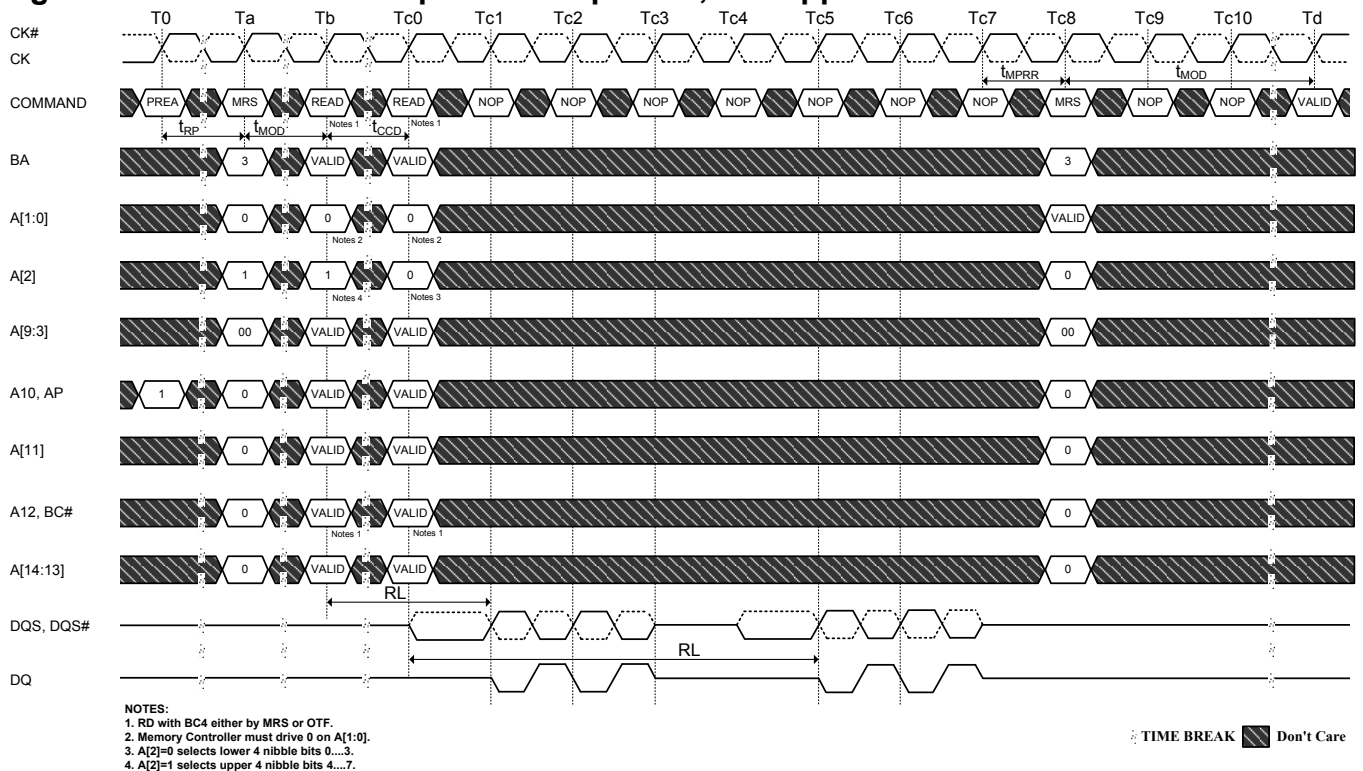 T0 Ta Tb Tc0 Tc1 Tc2 Tc3 Tc4 Tc5 Tc6 Tc7 Tc8 Tc9 Tc10 Td
CK#
CK
tMPRR tMOD
COMMAND PREA MRS READ READ NOP NOP NOP NOP NOP NOP NOP MRS NOP NOP VALID
Notes 1 Notes 1
tRP tMOD tCCD
BA 3 VALID VALID 3
A[1:0] 0 0 0 VALID
Notes 2 Notes 2
A[2] 1 1 0 0
Notes 4 Notes 3
A[9:3] 00 VALID VALID 00
A10, AP 1 0 VALID VALID 0
A[11] 0 VALID VALID 0
A12, BC# 0 VALID VALID 0
Notes 1 Notes 1
A[14:13] 0 VALID VALID 0
RL
DQS, DQS#
RL
DQ
NOTES:
1. RD with BC4 either by MRS or OTF.
2. Memory Controller must drive 0 on A[1:0].
3. A[2]=0 selects lower 4 nibble bits 0....3.
4. A[2]=1 selects upper 4 nibble bits 4....7.
TIME BREAK Don't Care